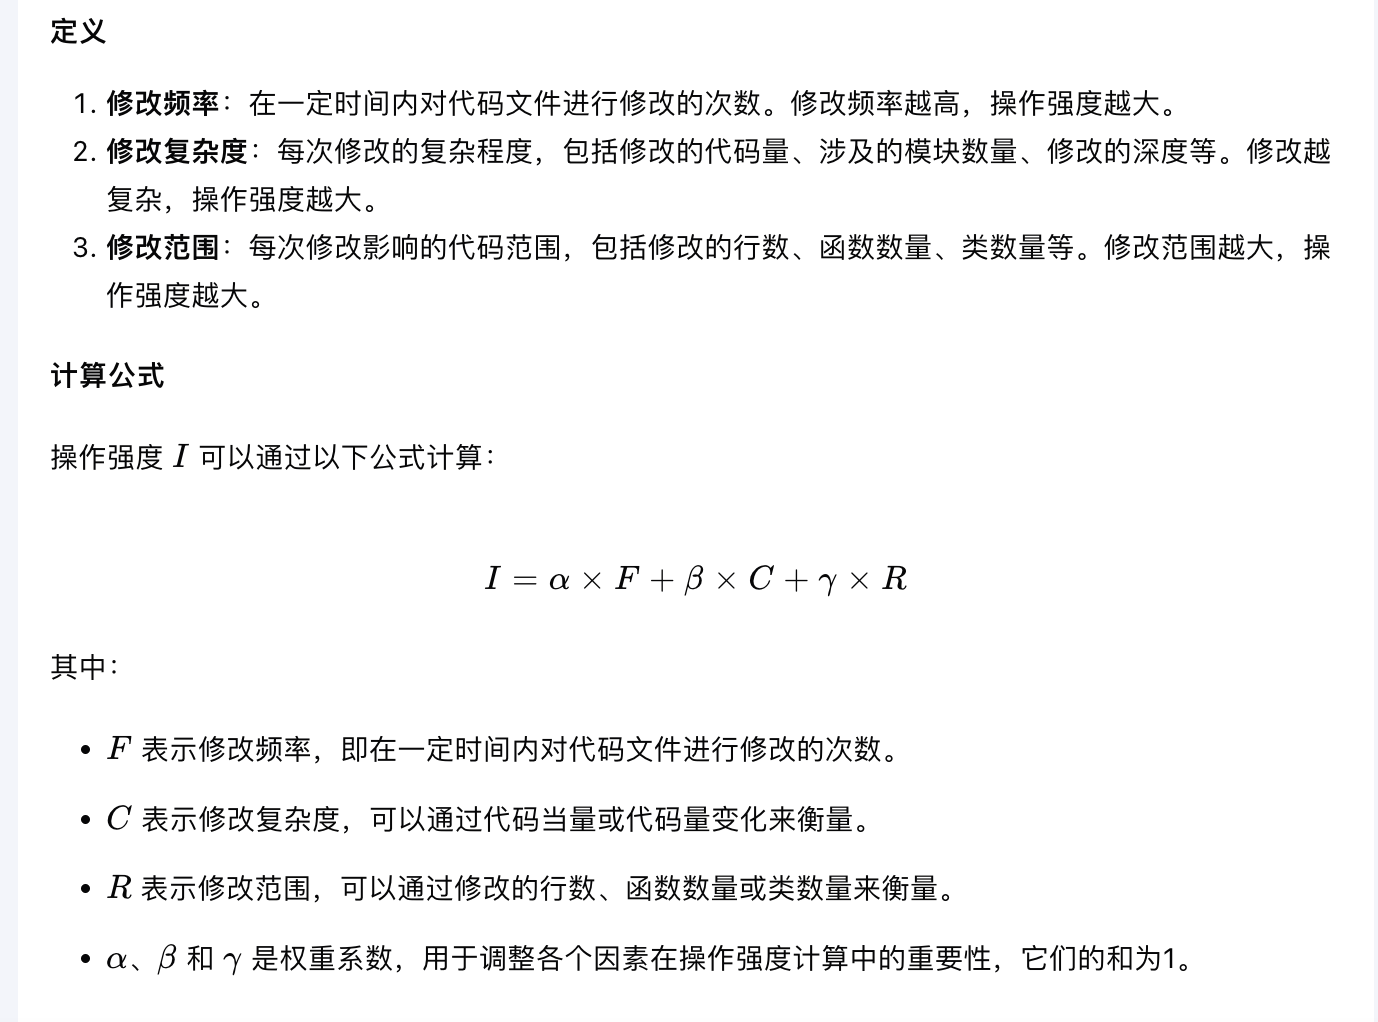 定义
1. 修改频率：在一定时间内对代码文件进行修改的次数。修改频率越高，操作强度越大。
2. 修改复杂度：每次修改的复杂程度，包括修改的代码量、涉及的模块数量、修改的深度等。修改越
复杂，操作强度越大。
3. 修改范围：每次修改影响的代码范围，包括修改的行数、函数数量、类数量等。修改范围越大，操
作强度越大。
计算公式
操作强度 I 可以通过以下公式计算：
I = α × F + β × C + γ × R
其中：
• F 表示修改频率，即在一定时间内对代码文件进行修改的次数。
• C 表示修改复杂度，可以通过代码当量或代码量变化来衡量。
• R 表示修改范围，可以通过修改的行数、函数数量或类数量来衡量。
• α、β 和 γ 是权重系数，用于调整各个因素在操作强度计算中的重要性，它们的和为1。